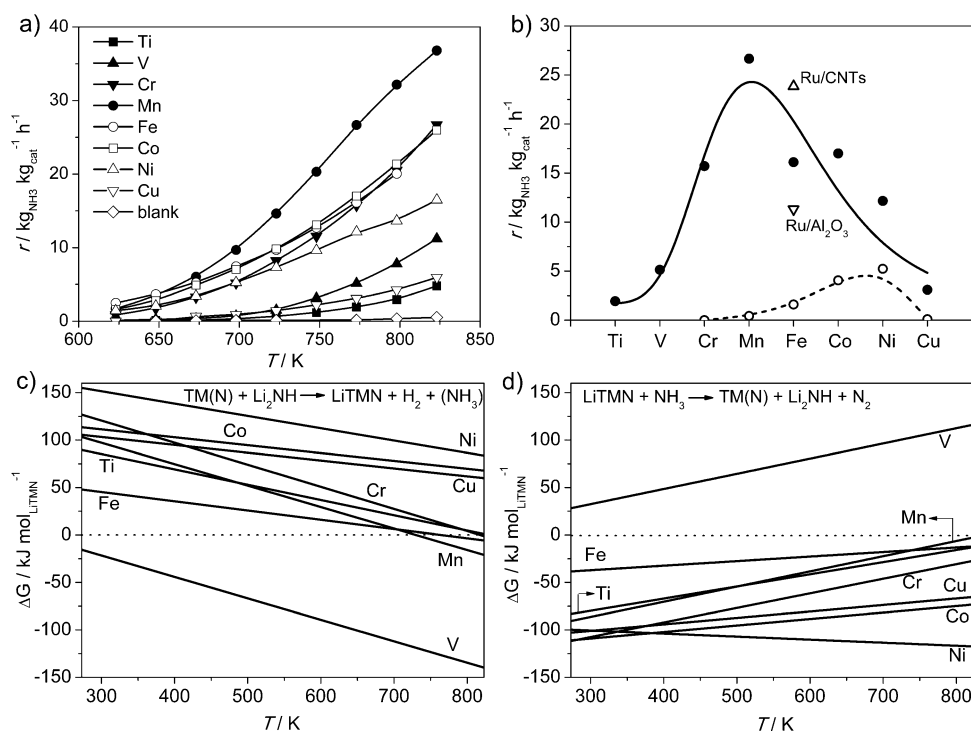 a)
40
30
20
10
0
r / kg_NH3 kg_cat^-1 h^-1
Ti
V
Cr
Mn
Fe
Co
Ni
Cu
blank
600 650 700 750 800 850
T / K
b)
30
25
20
15
10
5
0
r / kg_NH3 kg_cat^-1 h^-1
Ru/CNTs
Ru/Al2O3
Ti V Cr Mn Fe Co Ni Cu
c)
150
100
50
0
-50
-100
-150
ΔG / kJ mol_LiTMN^-1
TM(N) + Li2NH → LiTMN + H2 + (NH3)
Co
Ni
Ti
Cu
Cr
Fe
Mn
V
300 400 500 600 700 800
T / K
d)
150
100
50
0
-50
-100
-150
ΔG / kJ mol_LiTMN^-1
LiTMN + NH3 → TM(N) + Li2NH + N2
V
Mn
Fe
Ti
Cr
Cu
Co
Ni
300 400 500 600 700 800
T / K